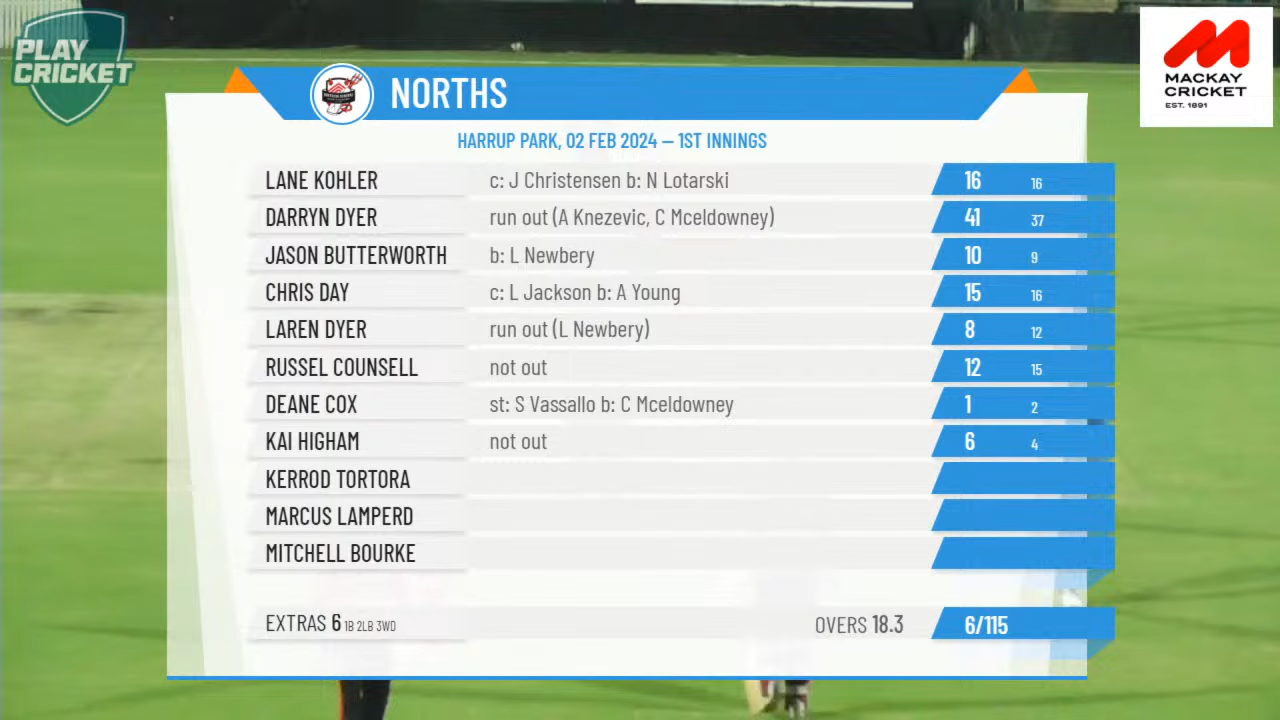 PLAY
CRICKET
MACKAY
CRICKET
EST. 1891
NORTHS
HARRUP PARK, 02 FEB 2024 – 1ST INNINGS
LANE KOHLER c: J Christensen b: N Lotarski 16 16
DARRYN DYER run out (A Knezevic, C Mceldowney) 41 37
JASON BUTTERWORTH b: L Newbery 10 9
CHRIS DAY c: L Jackson b: A Young 15 16
LAREN DYER run out (L Newbery) 8 12
RUSSEL COUNSELL not out 12 15
DEANE COX st: S Vassallo b: C Mceldowney 1 2
KAI HIGHAM not out 6 4
KERROD TORTORA
MARCUS LAMPERD
MITCHELL BOURKE
EXTRAS 6 1B 2LB 3WD OVERS 18.3 6/115